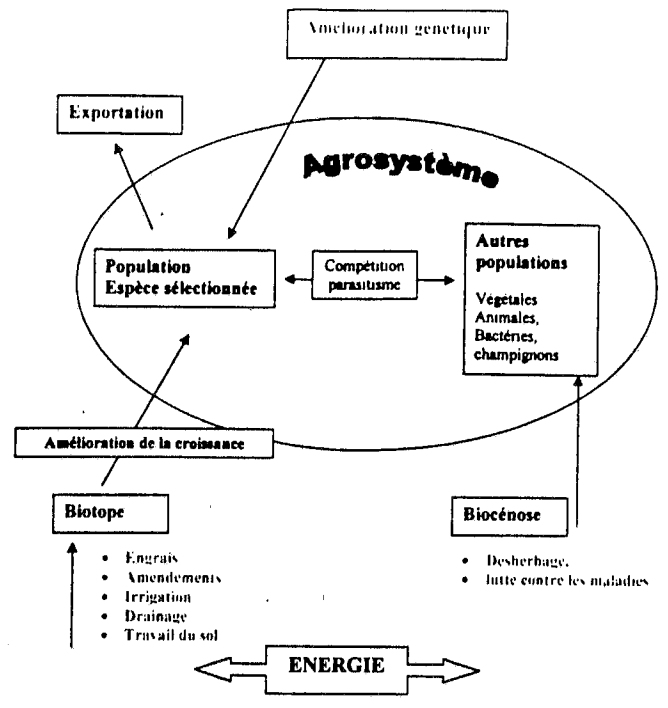 Amélioration genetique
Exportation
Agrosystème
Population
Espèce sélectionnée
Compétition
parasitisme
Autres
populations
Végétales
Animales,
Bactéries,
champignons
Amélioration de la croissance
Biotope
Biocénose
• Engrais
• Amendements
• Irrigation
• Drainage
• Travail du sol
• Desherbage,
• lutte contre les maladies
ENERGIE